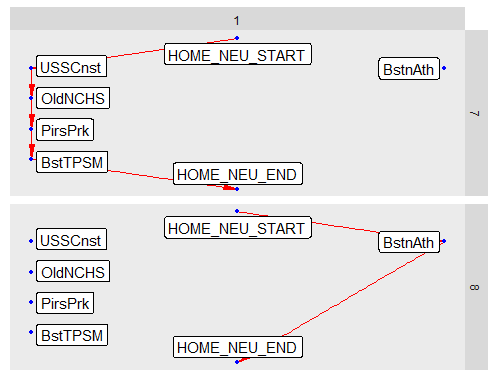 1
HOME_NEU_START
USSCnst
BstnAth
OldNCHS
7
PirsPrk
BstTPSM
HOME_NEU_END
HOME_NEU_START
USSCnst
BstnAth
OldNCHS
8
PirsPrk
BstTPSM
HOME_NEU_END